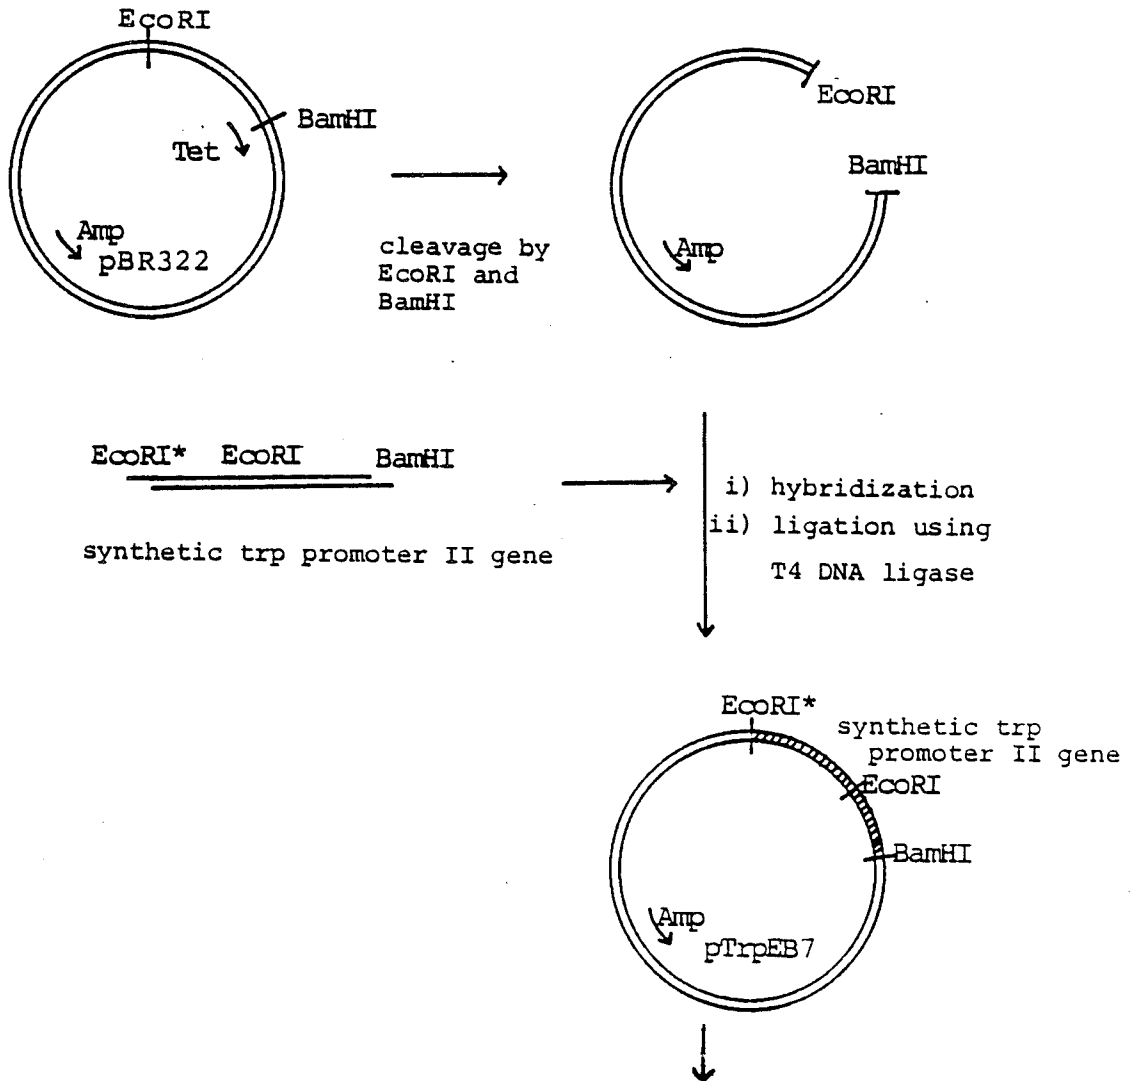 EcoRI
BamHI
Tet
Amp
pBR322
cleavage by
EcoRI and
BamHI
EcoRI
BamHI
Amp
EcoRI* EcoRI BamHI
synthetic trp promoter II gene
i) hybridization
ii) ligation using
T4 DNA ligase
EcoRI*
synthetic trp
promoter II gene
EcoRI
BamHI
Amp
pTrpEB7